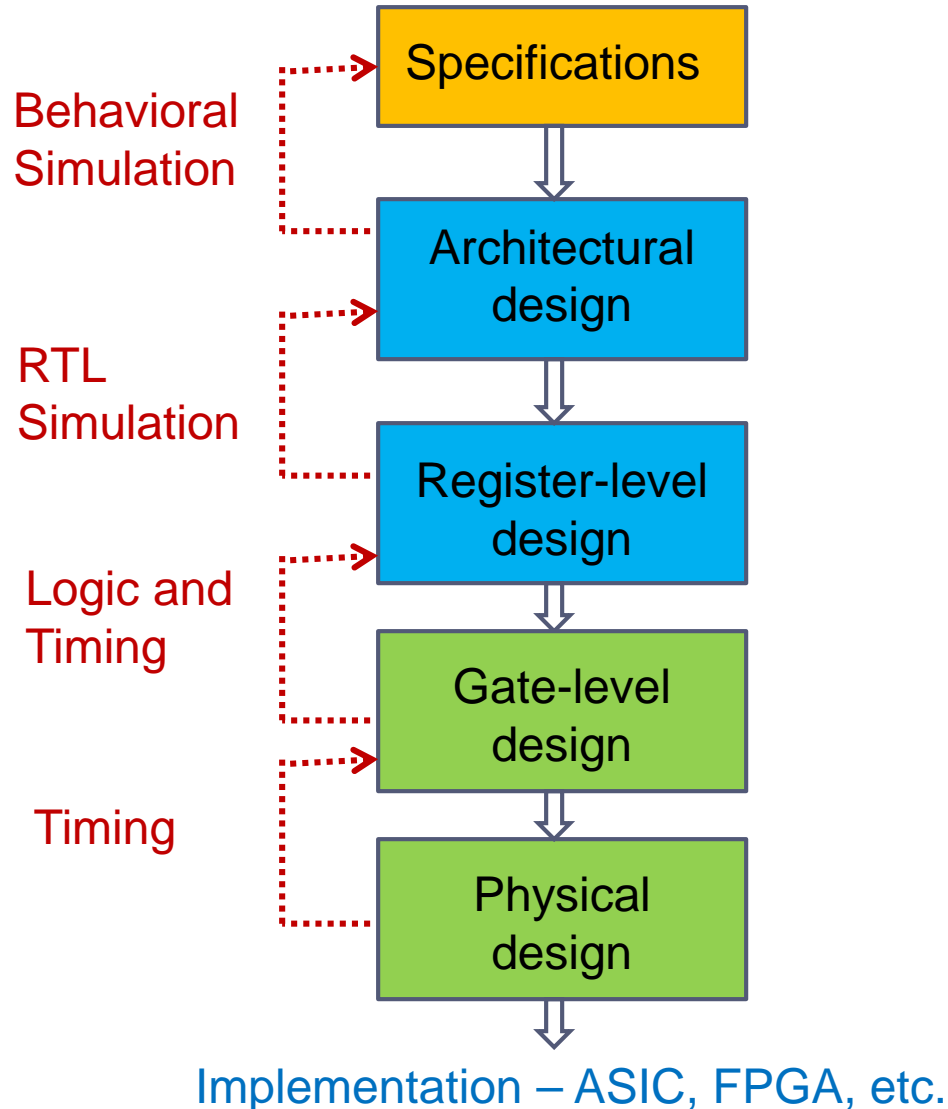 Specifications
Behavioral
Simulation
Architectural
design
RTL
Simulation
Register-level
design
Logic and
Timing
Gate-level
design
Timing
Physical
design
Implementation – ASIC, FPGA, etc.